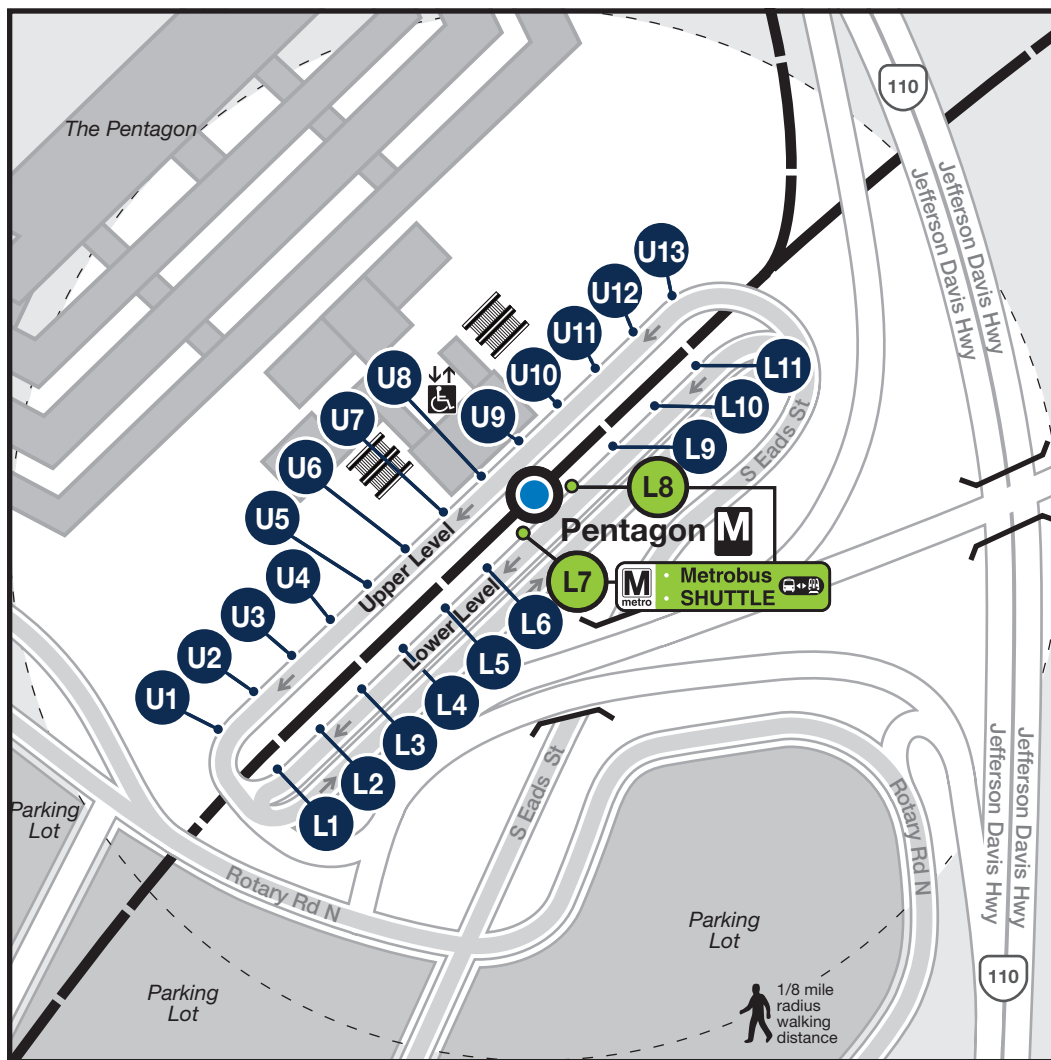 110
The Pentagon
Jefferson Davis Hwy
Jefferson Davis Hwy
U13
U12
U11
U10
U9
U8
U7
U6
U5
U4
U3
U2
U1
L11
L10
L9
L8
L7
L6
L5
L4
L3
L2
L1
S Eads St
Pentagon M
Upper Level
Lower Level
M metro
Metrobus
SHUTTLE
S Eads St
Jefferson Davis Hwy
Jefferson Davis Hwy
Rotary Rd N
Rotary Rd N
Parking
Lot
Parking
Lot
Parking
Lot
110
1/8 mile
radius
walking
distance